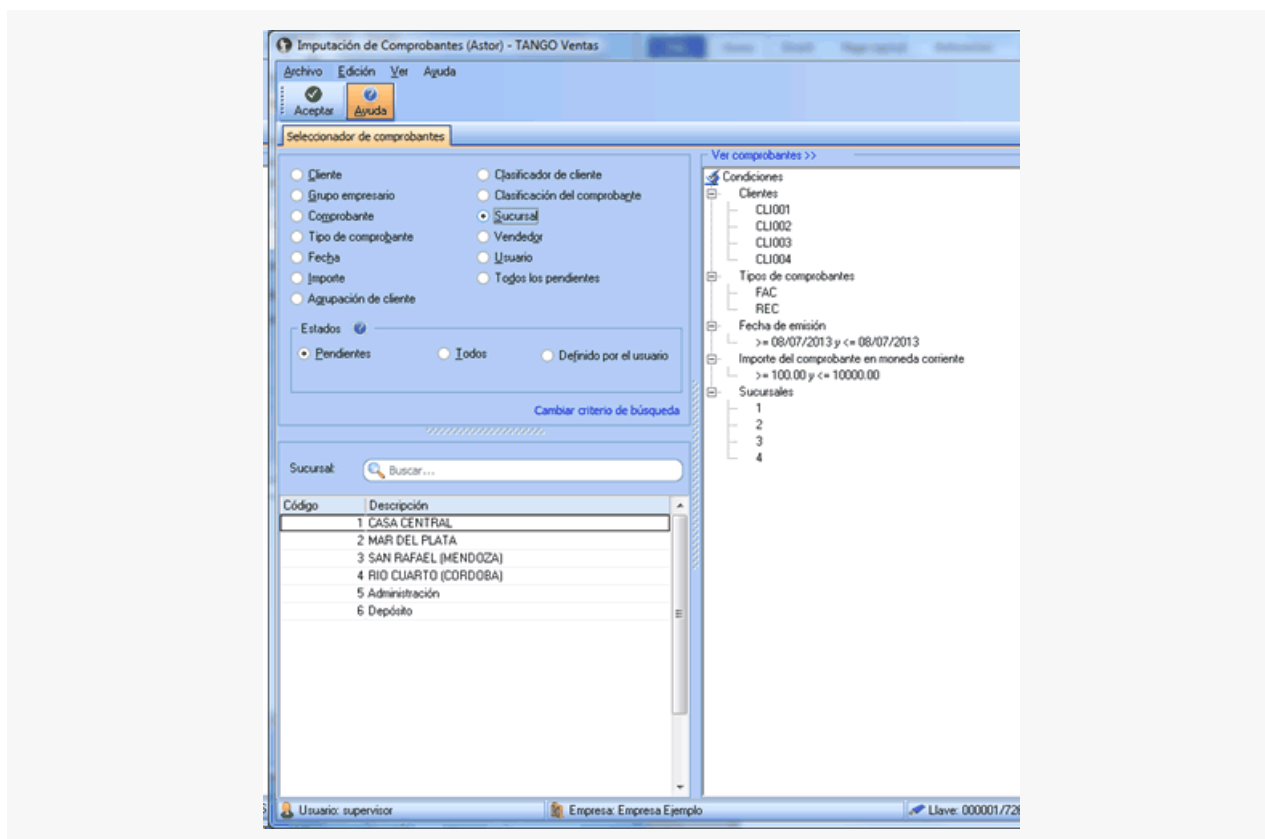 Imputación de Comprobantes (Astor) - TANGO Ventas
Archivo Edición Ver Ayuda
Aceptar Ayuda
Seleccionador de comprobantes
Cliente
Grupo empresario
Comprobante
Tipo de comprobante
Fecha
Importe
Agrupación de cliente
Clasificador de cliente
Clasificación del comprobante
Sucursal
Vendedor
Usuario
Todos los pendientes
Estados
Pendientes Todos Definido por el usuario
Cambiar criterio de búsqueda
Sucursal: Buscar...
Código Descripción
1 CASA CENTRAL
2 MAR DEL PLATA
3 SAN RAFAEL (MENDOZA)
4 RIO CUARTO (CORDOBA)
5 Administración
6 Depósito
Ver comprobantes >>
Condiciones
Clientes
CLI001
CLI002
CLI003
CLI004
Tipos de comprobantes
FAC
REC
Fecha de emisión
>= 08/07/2013 y <= 08/07/2013
Importe del comprobante en moneda corriente
>= 100.00 y <= 10000.00
Sucursales
1
2
3
4
Usuario: supervisor Empresa: Empresa Ejemplo Llave: 000001/726